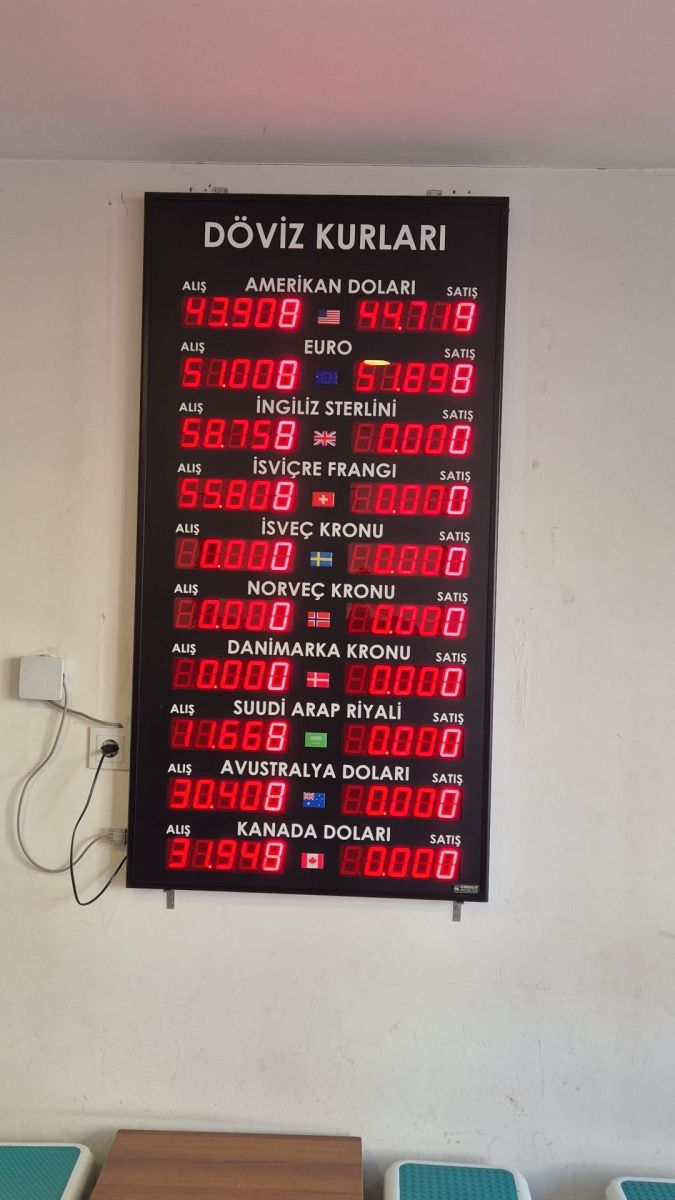 DÖVİZ KURLARI
ALIŞ AMERİKAN DOLARI SATIŞ
43.908 44.719
ALIŞ EURO SATIŞ
51.008 51.898
ALIŞ İNGİLİZ STERLİNİ SATIŞ
58.758 0.000
ALIŞ İSVİÇRE FRANGI SATIŞ
55.808 0.000
ALIŞ İSVEÇ KRONU SATIŞ
0.000 0.000
ALIŞ NORVEÇ KRONU SATIŞ
0.000 0.000
ALIŞ DANİMARKA KRONU SATIŞ
0.000 0.000
ALIŞ SUUDİ ARAP RİYALİ SATIŞ
11.668 0.000
ALIŞ AVUSTRALYA DOLARI SATIŞ
30.408 0.000
ALIŞ KANADA DOLARI SATIŞ
31.949 0.000